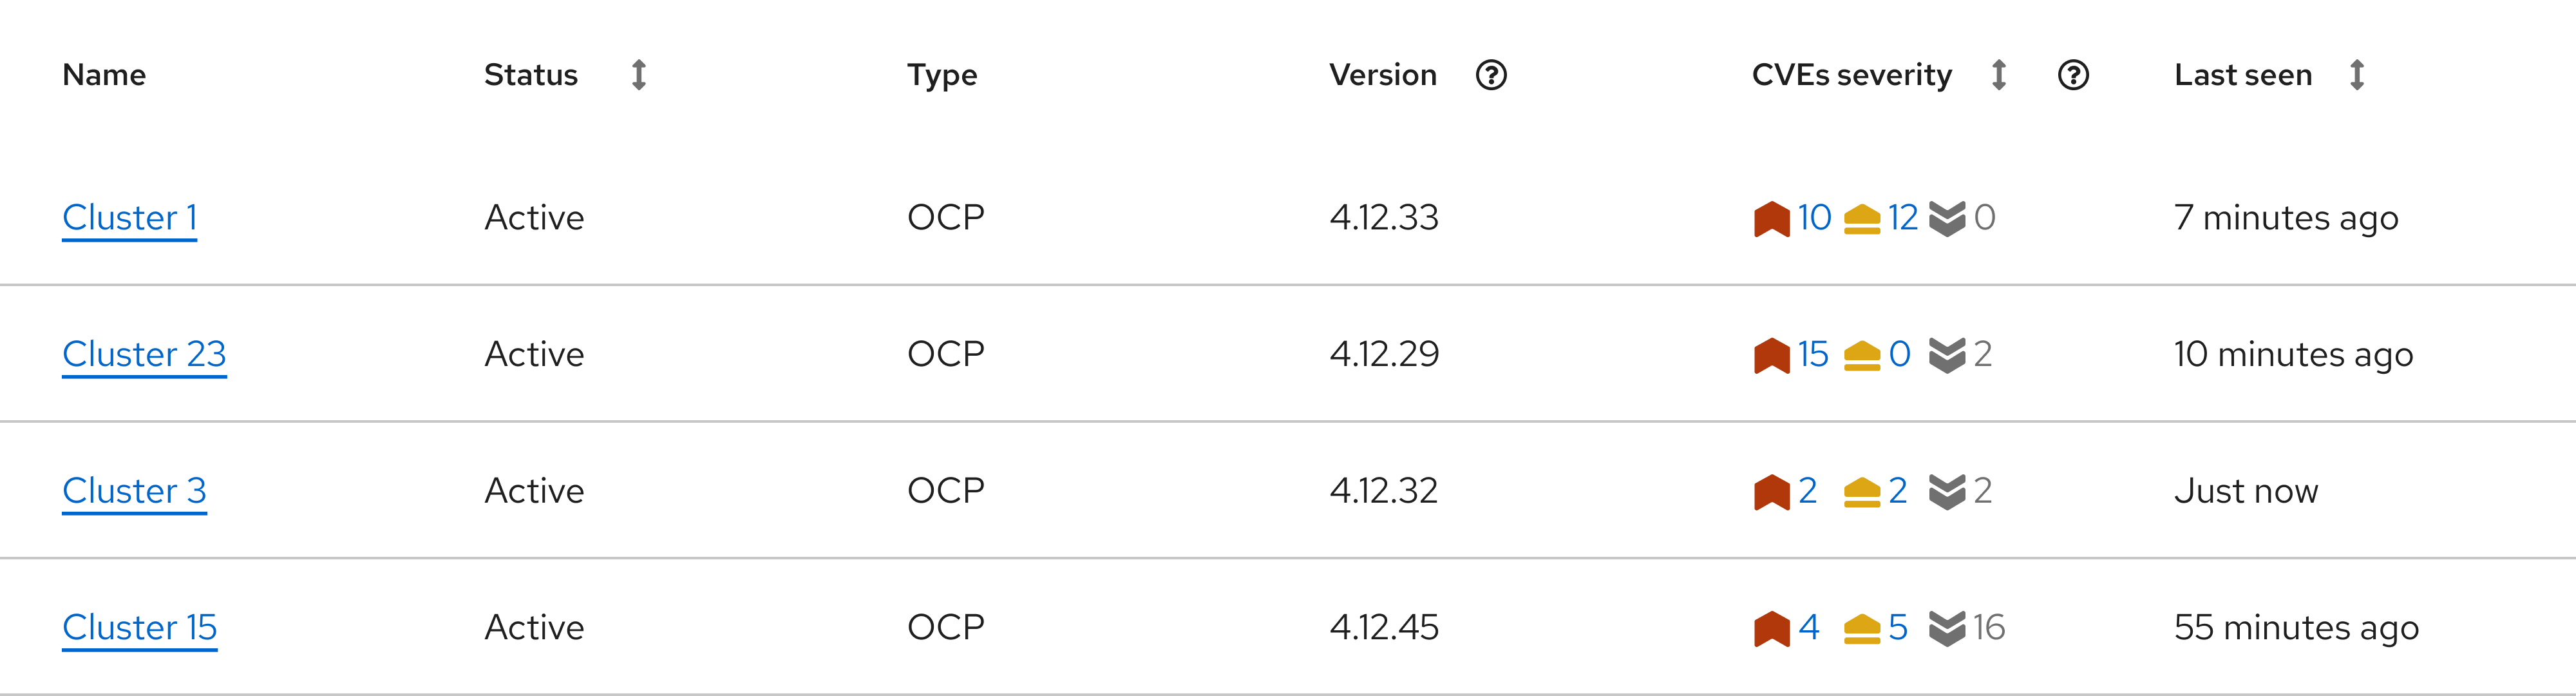 Name Status Type Version CVEs severity Last seen
Cluster 1 Active OCP 4.12.33 10 12 0 7 minutes ago
Cluster 23 Active OCP 4.12.29 15 0 2 10 minutes ago
Cluster 3 Active OCP 4.12.32 2 2 2 Just now
Cluster 15 Active OCP 4.12.45 4 5 16 55 minutes ago